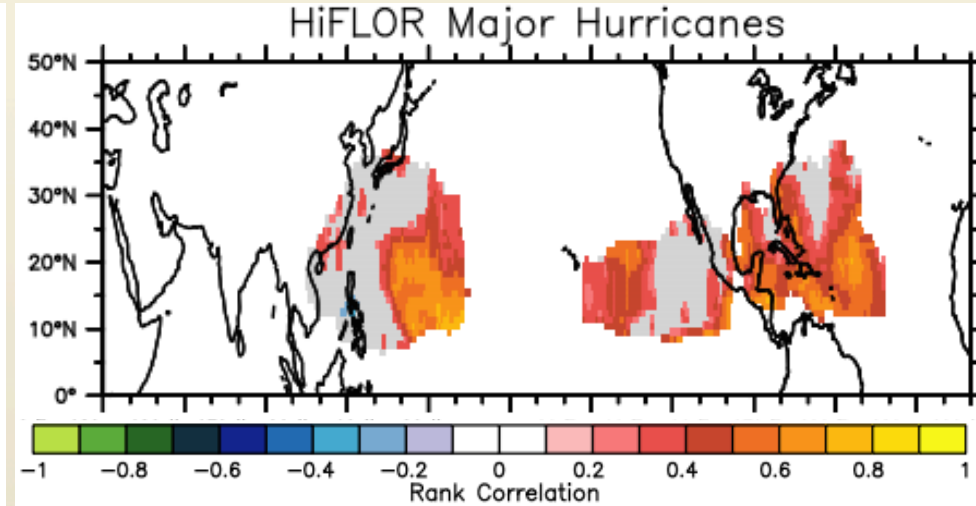 HiFLOR Major Hurricanes
50°N
40°N
30°N
20°N
10°N
0°
-1 -0.8 -0.6 -0.4 -0.2 0 0.2 0.4 0.6 0.8 1
Rank Correlation